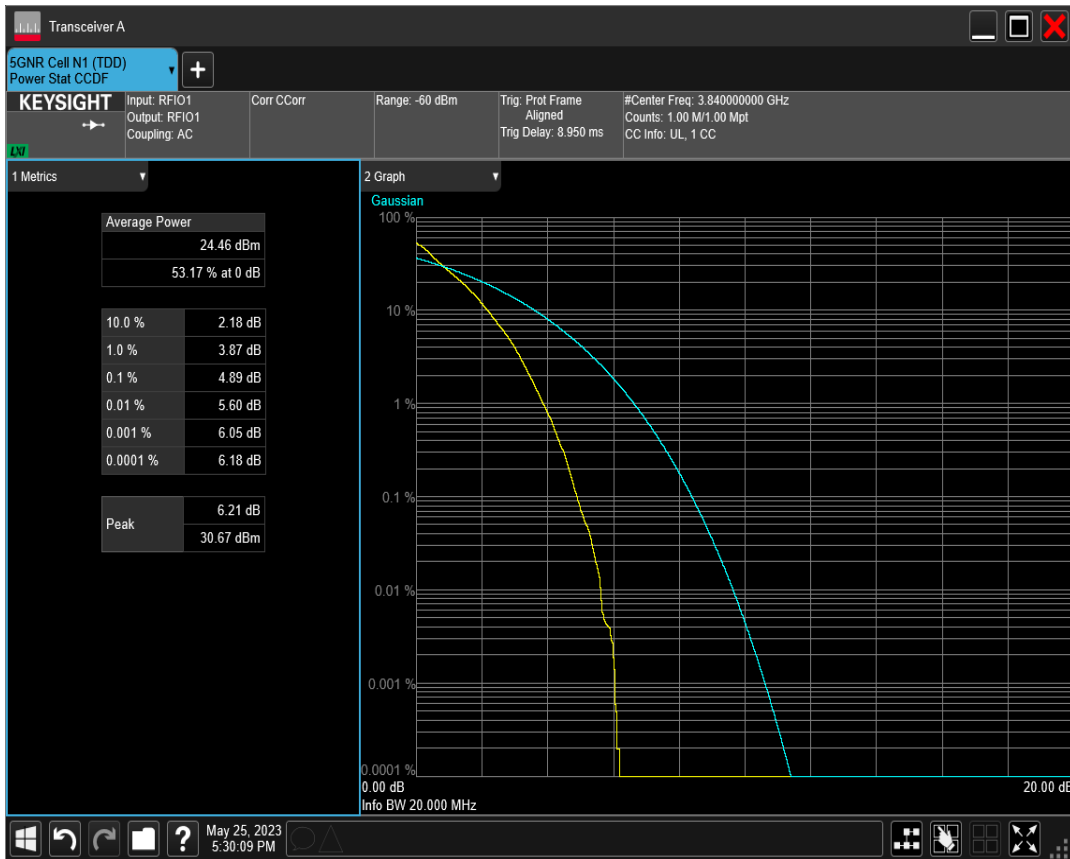 Transceiver A
5GNR Cell N1 (TDD)
Power Stat CCDF
+
KEYSIGHT
LXI
Input: RFIO1
Output: RFIO1
Coupling: AC
Corr CCorr
Range: -60 dBm
Trig: Prot Frame
Aligned
Trig Delay: 8.950 ms
#Center Freq: 3.840000000 GHz
Counts: 1.00 M/1.00 Mpt
CC Info: UL, 1 CC
1 Metrics
Average Power
24.46 dBm
53.17 % at 0 dB
10.0 % 2.18 dB
1.0 % 3.87 dB
0.1 % 4.89 dB
0.01 % 5.60 dB
0.001 % 6.05 dB
0.0001 % 6.18 dB
Peak 6.21 dB
30.67 dBm
2 Graph
Gaussian
100 %
10 %
1 %
0.1 %
0.01 %
0.001 %
0.0001 %
0.00 dB 20.00 dB
Info BW 20.000 MHz
?
May 25, 2023
5:30:09 PM